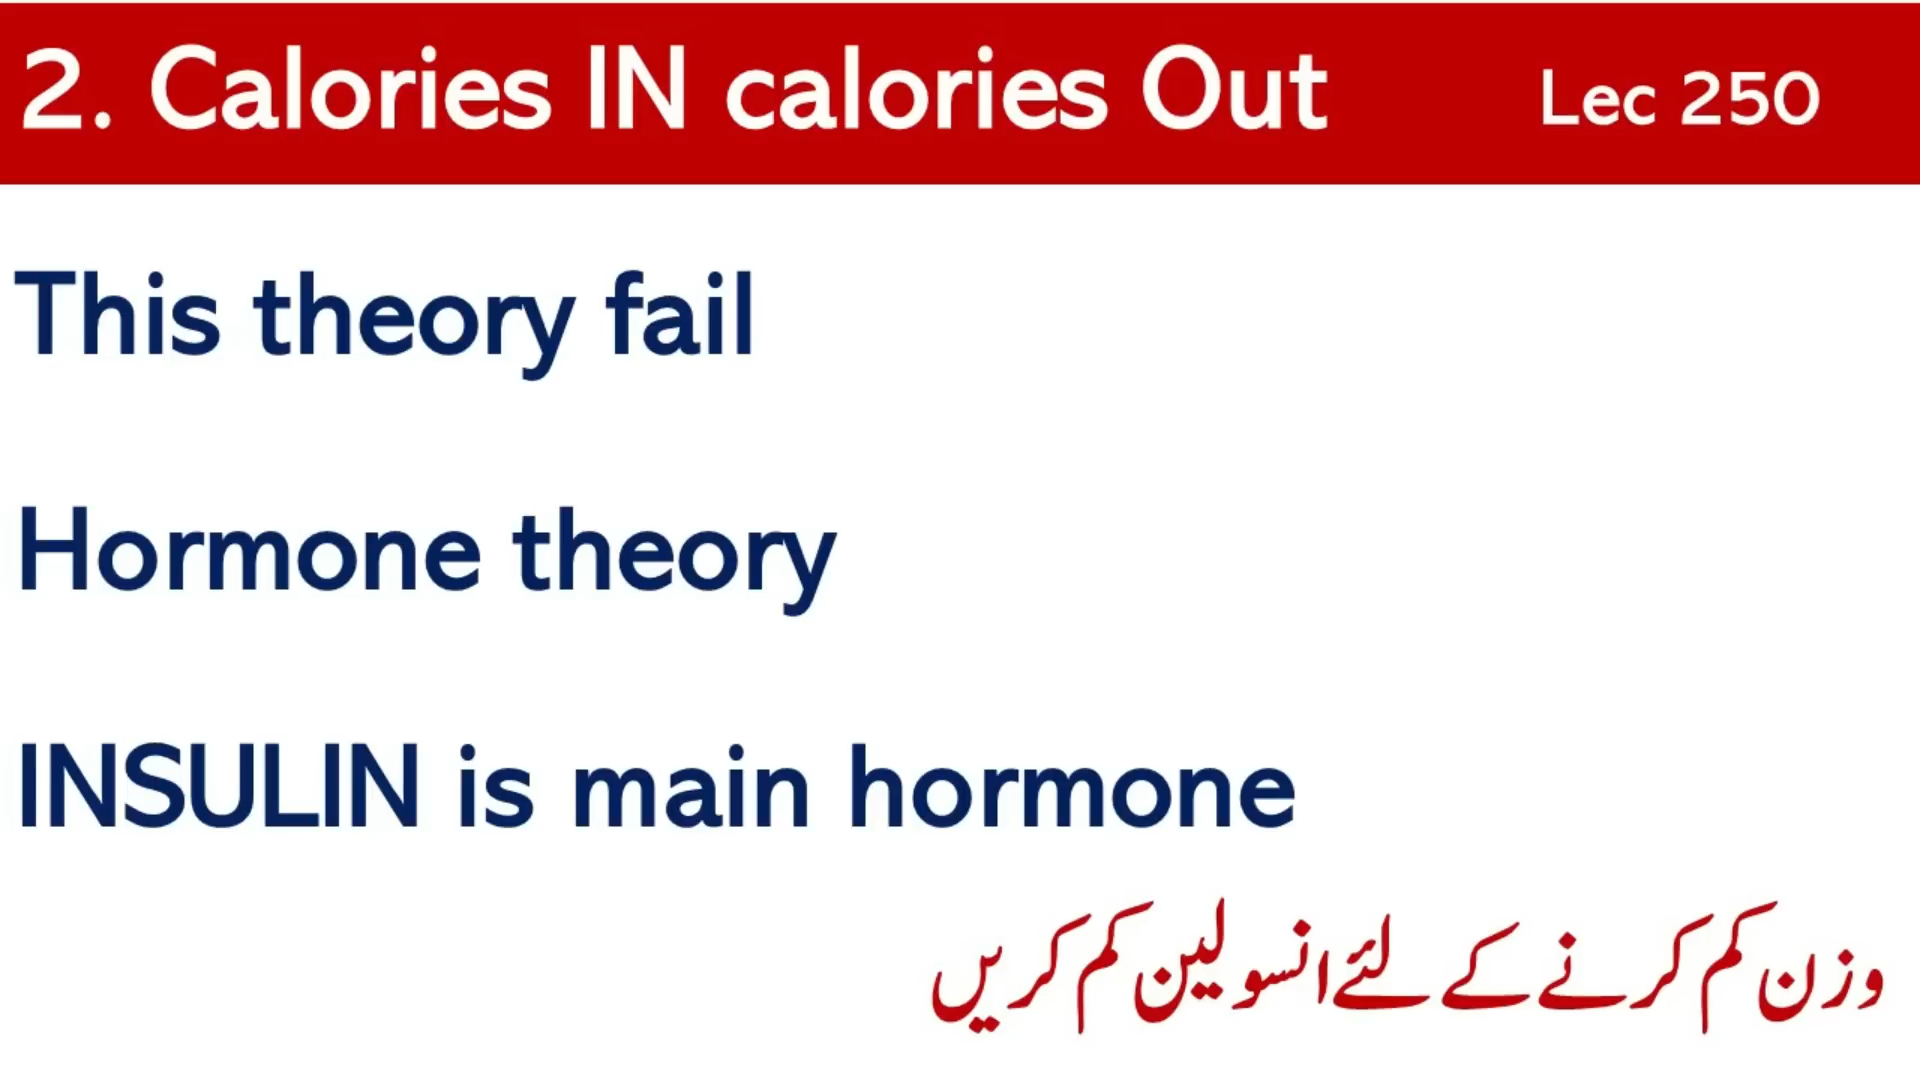 2. Calories IN calories Out Lec 250
This theory fail
Hormone theory
INSULIN is main hormone
وزن کم کرنے کے لئے انسولین کم کریں